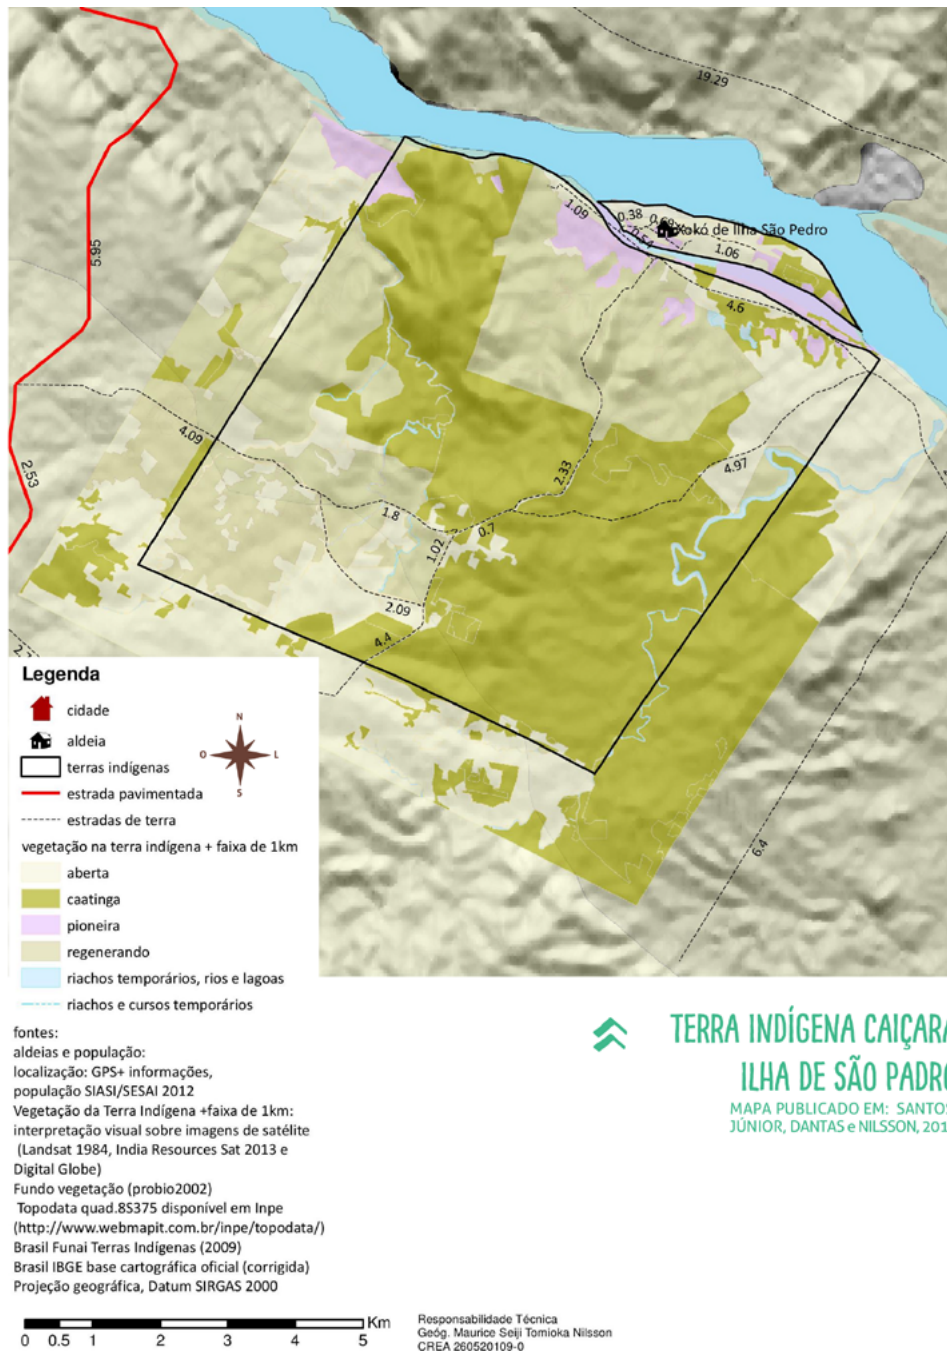 19.29
5.95
1.09
0.38
0.54
Xokó de Ilha São Pedro
1.06
4.6
4.09
2.53
2.33
4.97
1.8
0.7
1.02
2.09
4.4
6.4
Legenda
cidade
aldeia
terras indígenas
estrada pavimentada
estradas de terra
vegetação na terra indígena + faixa de 1km
aberta
caatinga
pioneira
regenerando
riachos temporários, rios e lagoas
riachos e cursos temporários
N
O L
S
fontes:
aldeias e população:
localização: GPS+ informações,
população SIASI/SESAI 2012
Vegetação da Terra Indígena +faixa de 1km:
interpretação visual sobre imagens de satélite
(Landsat 1984, India Resources Sat 2013 e
Digital Globe)
Fundo vegetação (probio2002)
Topodata quad.8S375 disponível em Inpe
(http://www.webmapit.com.br/inpe/topodata/)
Brasil Funai Terras Indígenas (2009)
Brasil IBGE base cartográfica oficial (corrigida)
Projeção geográfica, Datum SIRGAS 2000
TERRA INDÍGENA CAIÇARA
ILHA DE SÃO PADRO
MAPA PUBLICADO EM: SANTOS
JÚNIOR, DANTAS e NILSSON, 201
0 0.5 1 2 3 4 5 Km
Responsabilidade Técnica
Geóg. Maurice Seiji Tomioka Nilsson
CREA 260520109-0